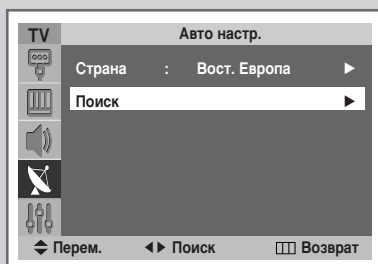 TV Авто настр.
Страна : Вост. Европа ▶
Поиск ▶
Перем. ◀▶ Поиск Возврат